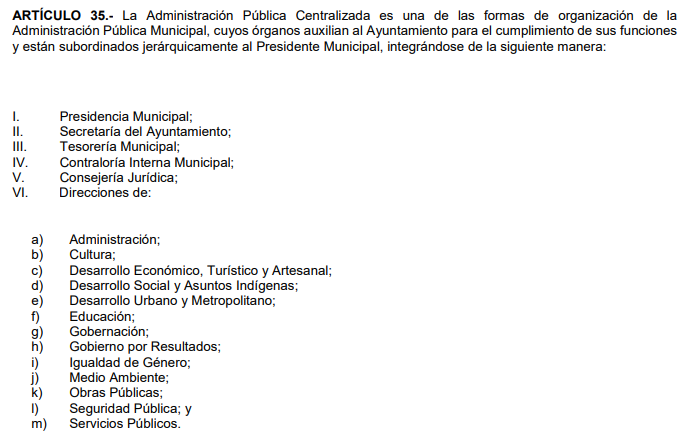 ARTÍCULO 35.- La Administración Pública Centralizada es una de las formas de organización de la
Administración Pública Municipal, cuyos órganos auxilian al Ayuntamiento para el cumplimiento de sus funciones
y están subordinados jerárquicamente al Presidente Municipal, integrándose de la siguiente manera:
I. Presidencia Municipal;
II. Secretaría del Ayuntamiento;
III. Tesorería Municipal;
IV. Contraloría Interna Municipal;
V. Consejería Jurídica;
VI. Direcciones de:
a) Administración;
b) Cultura;
c) Desarrollo Económico, Turístico y Artesanal;
d) Desarrollo Social y Asuntos Indígenas;
e) Desarrollo Urbano y Metropolitano;
f) Educación;
g) Gobernación;
h) Gobierno por Resultados;
i) Igualdad de Género;
j) Medio Ambiente;
k) Obras Públicas;
l) Seguridad Pública; y
m) Servicios Públicos.